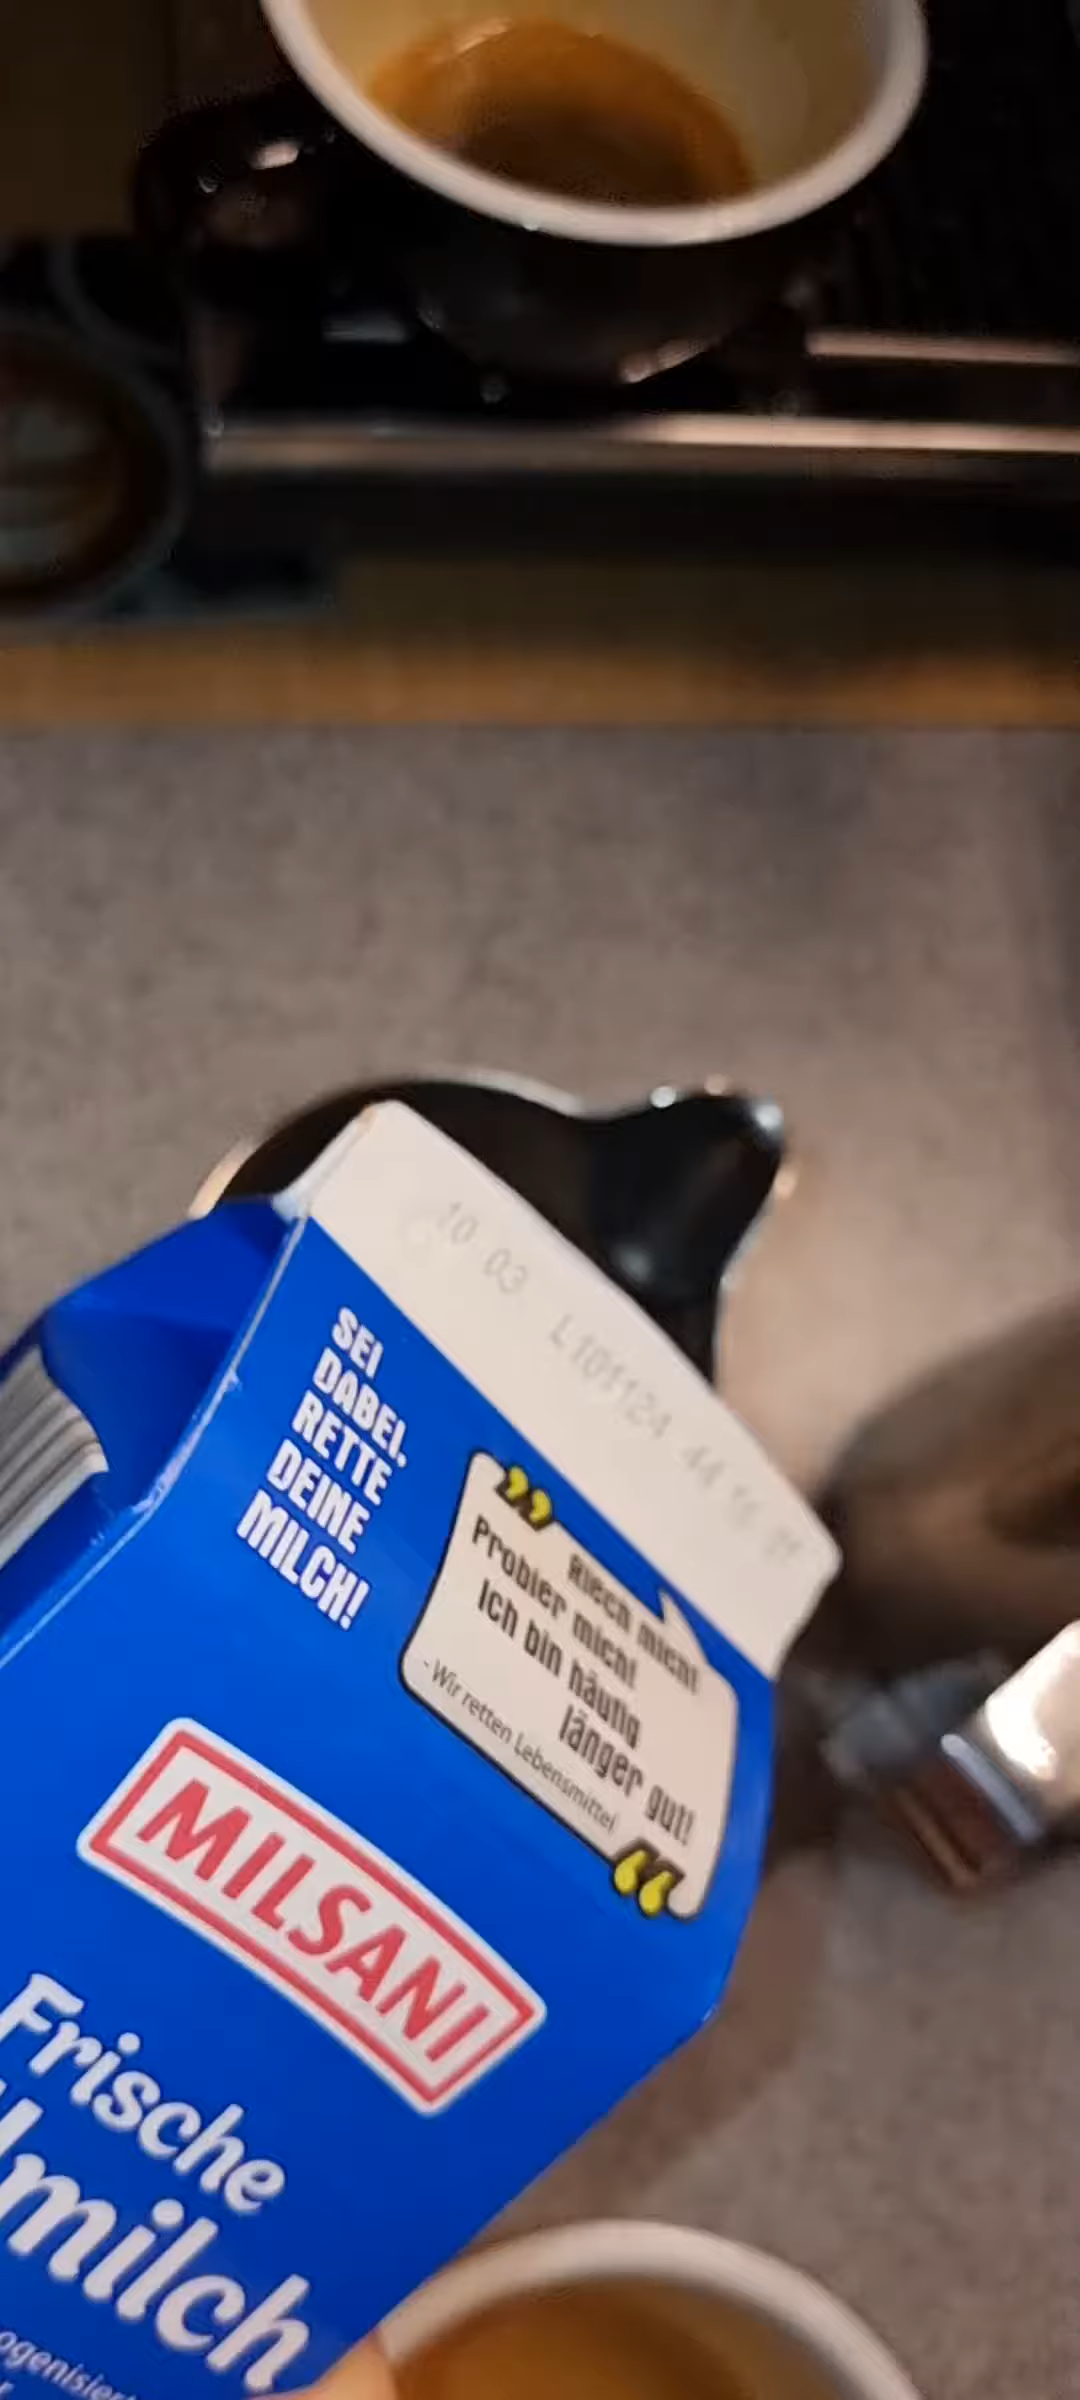 10 03
SEI
DABEI.
RETTE
DEINE
MILCH!
Riech mich!
Probier mich!
Ich bin häufig
länger gut!
- Wir retten Lebensmittel
MILSANI
Frische
milch